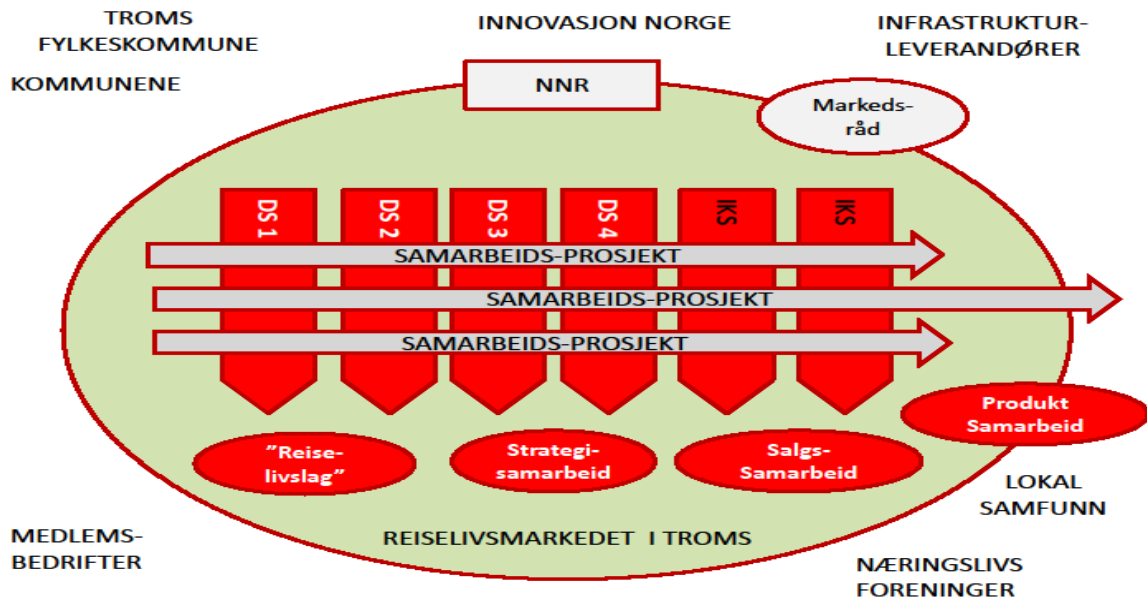 TROMS
FYLKESKOMMUNE
KOMMUNENE
INNOVASJON NORGE
INFRASTRUKTUR-
LEVERANDØRER
NNR
Markeds-
råd
DS 1
DS 2
DS 3
DS 4
IKS
IKS
SAMARBEIDS-PROSJEKT
SAMARBEIDS-PROSJEKT
SAMARBEIDS-PROSJEKT
”Reise-
livslag”
Strategi-
samarbeid
Salgs-
Samarbeid
Produkt
Samarbeid
LOKAL
SAMFUNN
MEDLEMS-
BEDRIFTER
REISELIVSMARKEDET I TROMS
NÆRINGSLIVS
FORENINGER